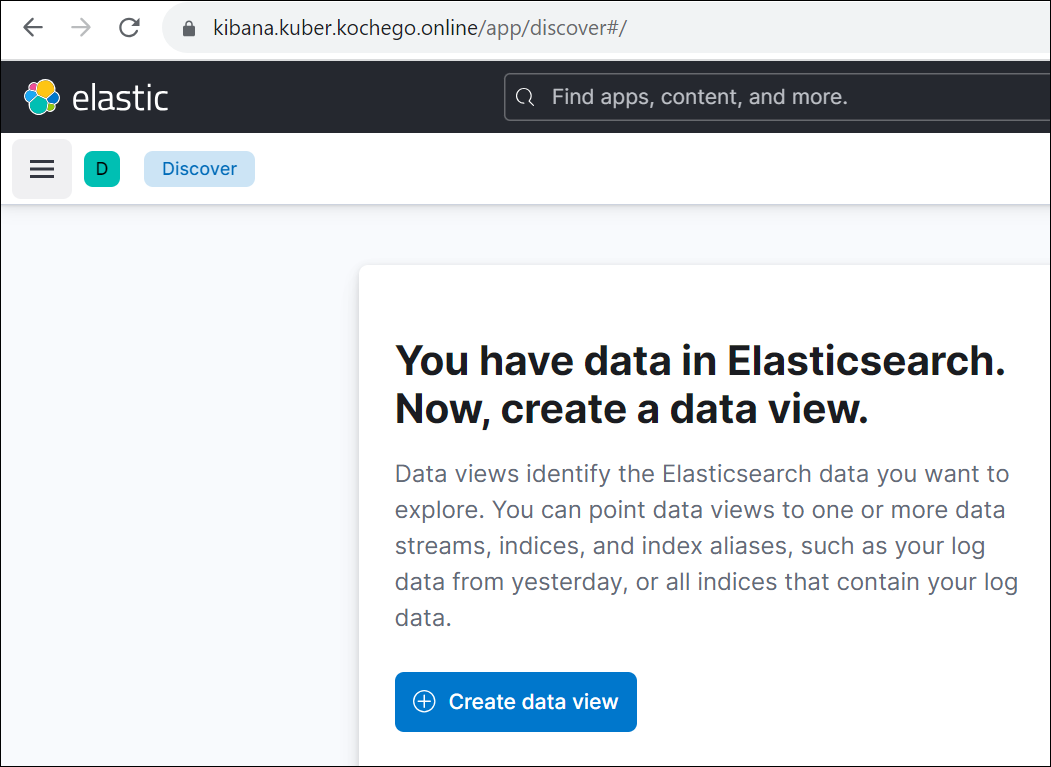 kibana.kuber.kochego.online/app/discover#/
elastic
Find apps, content, and more.
D
Discover
You have data in Elasticsearch.
Now, create a data view.
Data views identify the Elasticsearch data you want to
explore. You can point data views to one or more data
streams, indices, and index aliases, such as your log
data from yesterday, or all indices that contain your log
data.
Create data view